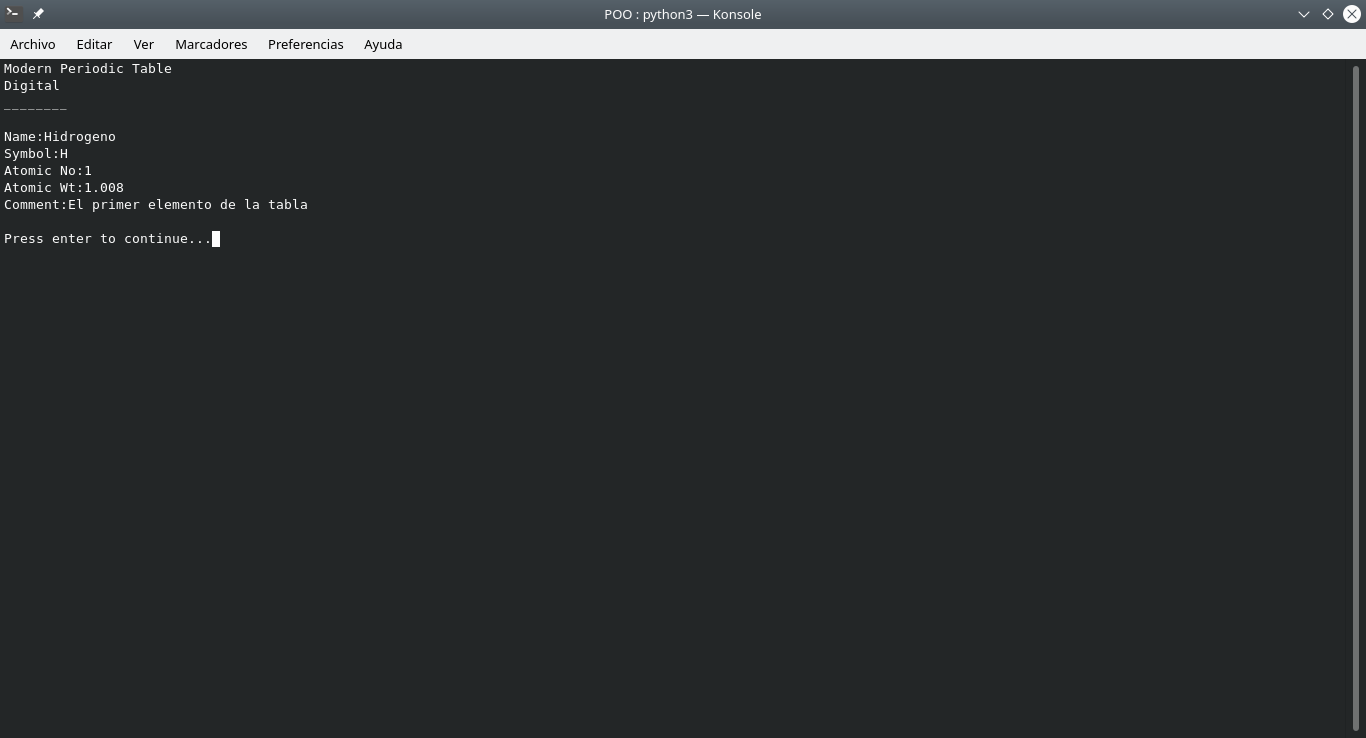 POO : python3 — Konsole
Archivo Editar Ver Marcadores Preferencias Ayuda
Modern Periodic Table
Digital
________
Name:Hidrogeno
Symbol:H
Atomic No:1
Atomic Wt:1.008
Comment:El primer elemento de la tabla
Press enter to continue...